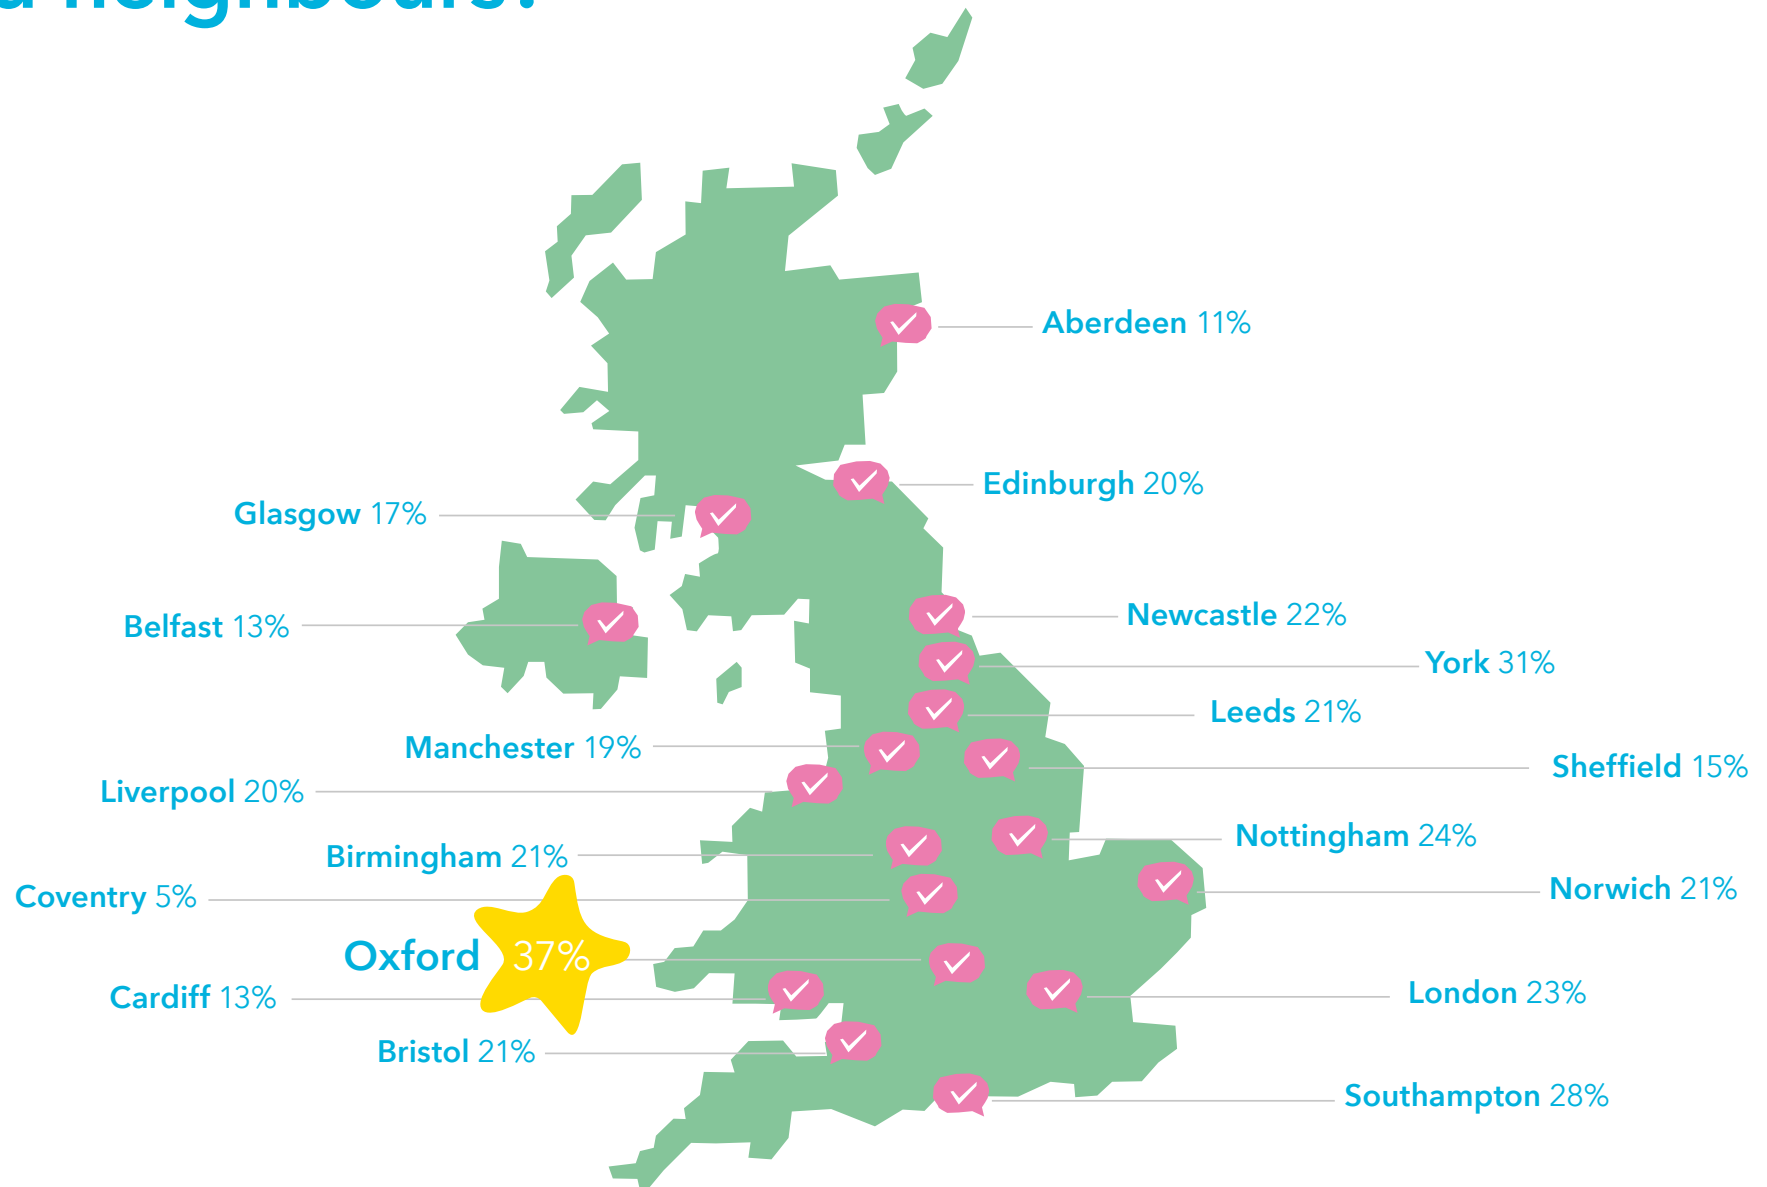 neighbours?
Aberdeen 11%
Edinburgh 20%
Glasgow 17%
Newcastle 22%
Belfast 13%
York 31%
Leeds 21%
Manchester 19%
Sheffield 15%
Liverpool 20%
Nottingham 24%
Birmingham 21%
Norwich 21%
Coventry 5%
Oxford 37%
London 23%
Cardiff 13%
Bristol 21%
Southampton 28%